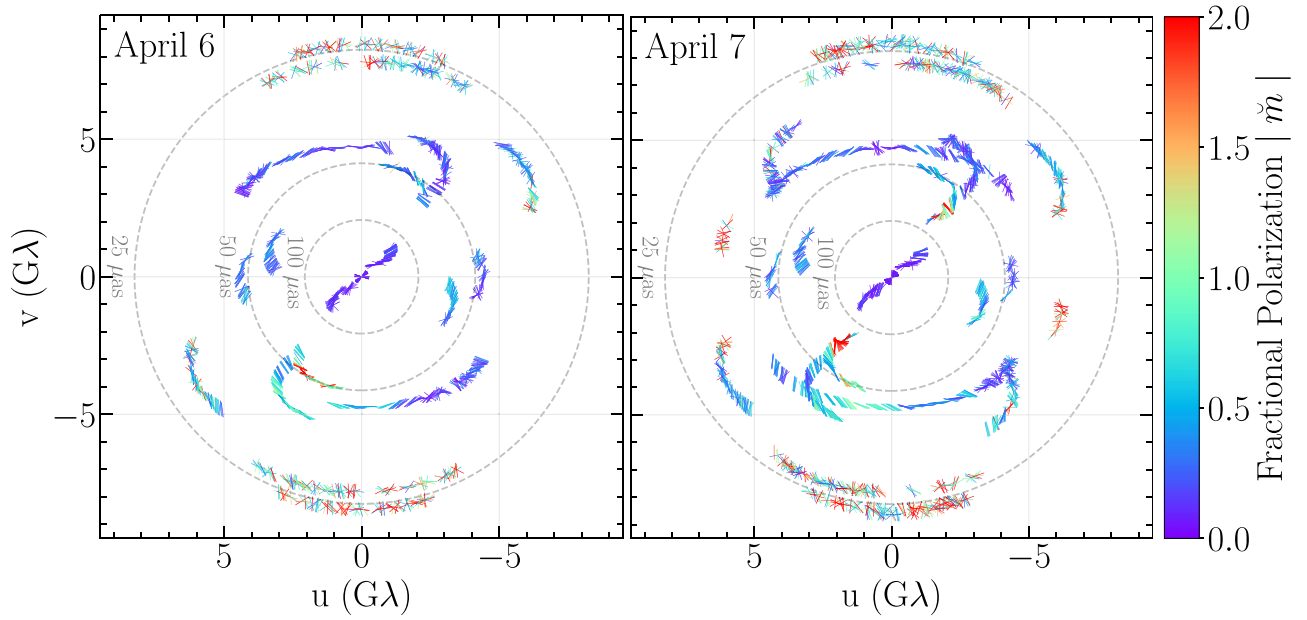 April 6
April 7
25 μas
50 μas
100 μas
25 μas
50 μas
100 μas
5
0
−5
v (Gλ)
5
0
−5
5
0
−5
u (Gλ)
u (Gλ)
2.0
1.5
1.0
0.5
0.0
Fractional Polarization | m̆ |